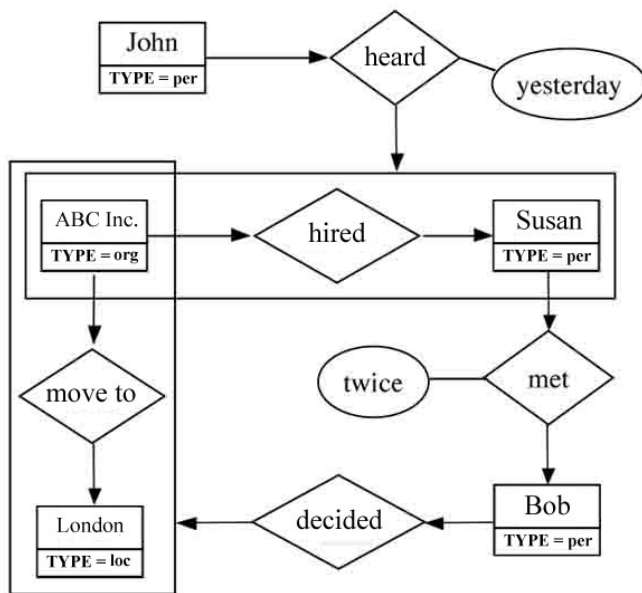 John
TYPE = per
heard
yesterday
ABC Inc.
TYPE = org
hired
Susan
TYPE = per
move to
twice
met
London
TYPE = loc
decided
Bob
TYPE = per